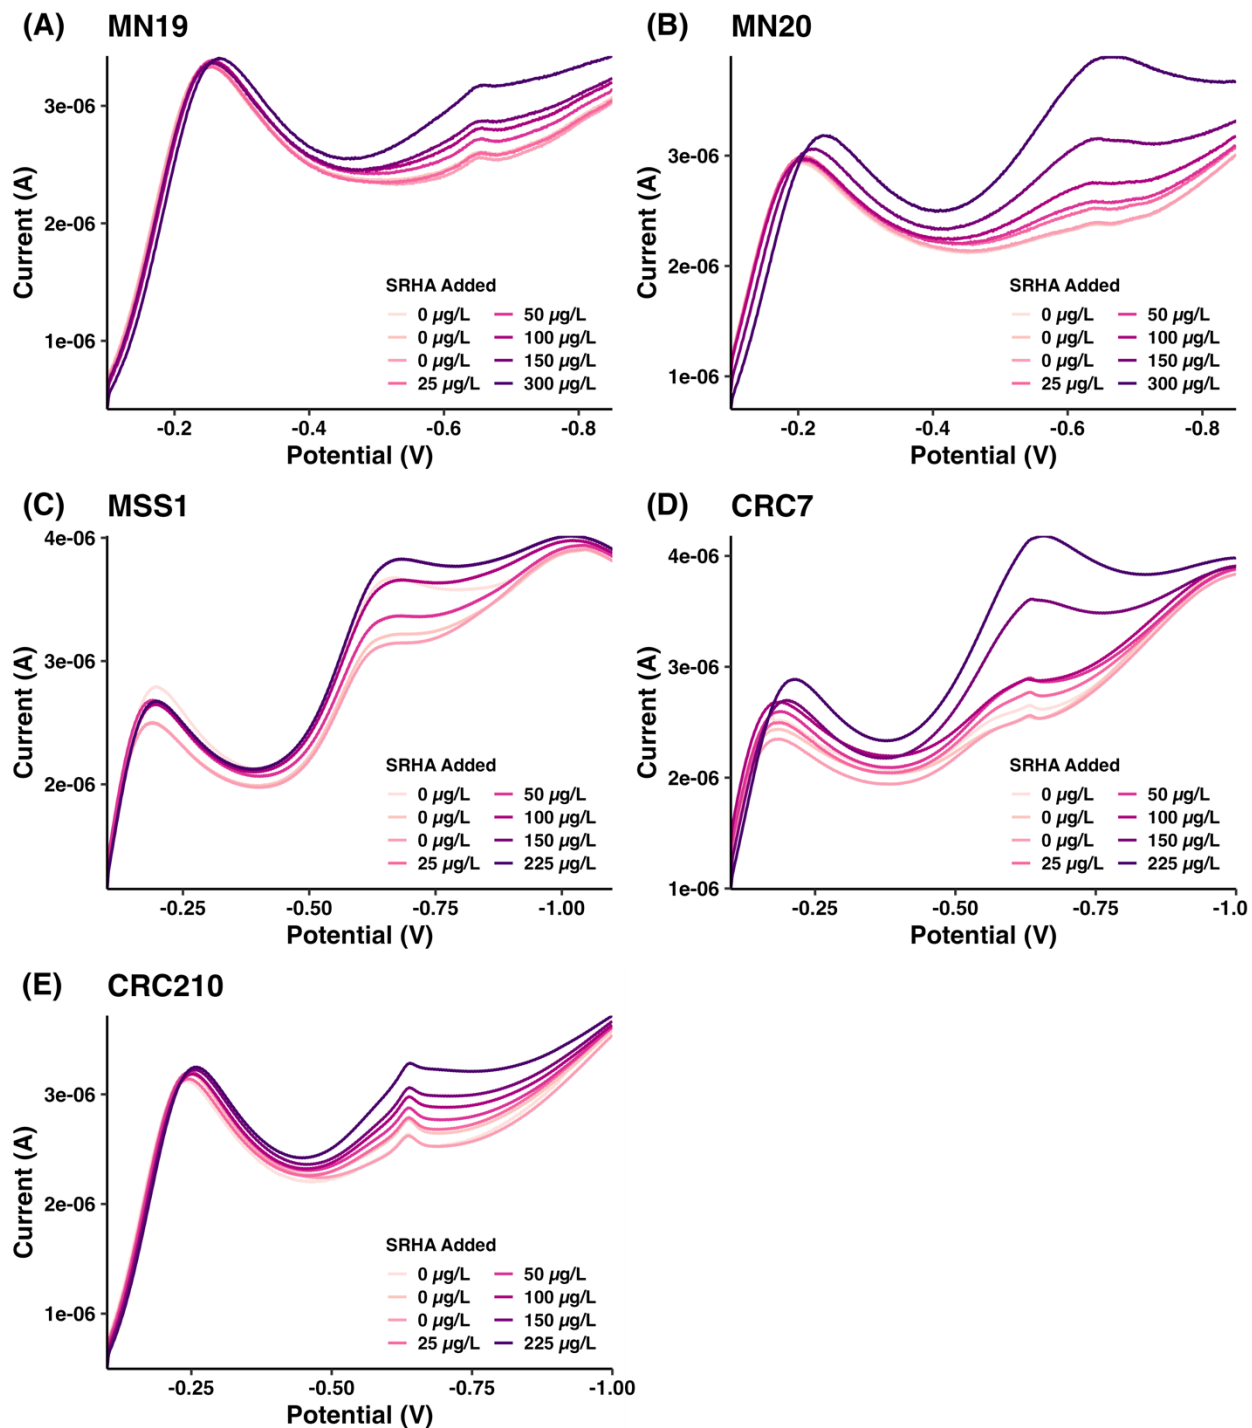 (A) MN19
Current (A)
3e-06
2e-06
1e-06
SRHA Added
0 µg/L 50 µg/L
0 µg/L 100 µg/L
0 µg/L 150 µg/L
25 µg/L 300 µg/L
-0.2 -0.4 -0.6 -0.8
Potential (V)
(B) MN20
Current (A)
3e-06
2e-06
1e-06
SRHA Added
0 µg/L 50 µg/L
0 µg/L 100 µg/L
0 µg/L 150 µg/L
25 µg/L 300 µg/L
-0.2 -0.4 -0.6 -0.8
Potential (V)
(C) MSS1
Current (A)
4e-06
3e-06
2e-06
SRHA Added
0 µg/L 50 µg/L
0 µg/L 100 µg/L
0 µg/L 150 µg/L
25 µg/L 225 µg/L
-0.25 -0.50 -0.75 -1.00
Potential (V)
(D) CRC7
Current (A)
4e-06
3e-06
2e-06
1e-06
SRHA Added
0 µg/L 50 µg/L
0 µg/L 100 µg/L
0 µg/L 150 µg/L
25 µg/L 225 µg/L
-0.25 -0.50 -0.75 -1.0
Potential (V)
(E) CRC210
Current (A)
3e-06
2e-06
1e-06
SRHA Added
0 µg/L 50 µg/L
0 µg/L 100 µg/L
0 µg/L 150 µg/L
25 µg/L 225 µg/L
-0.25 -0.50 -0.75 -1.00
Potential (V)